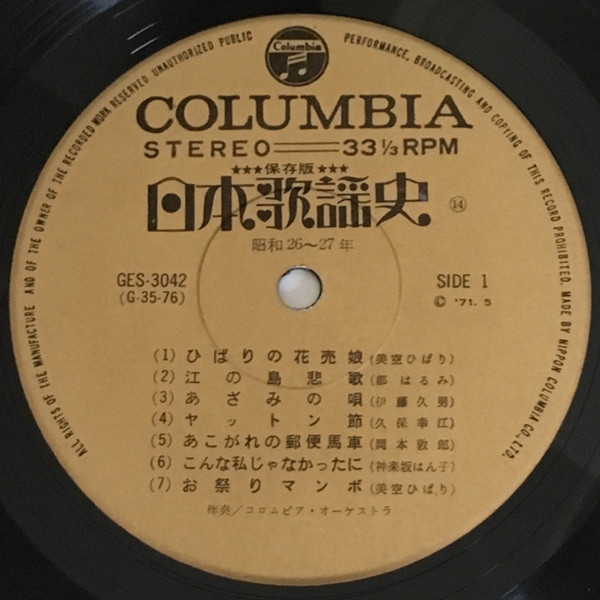 ALL RIGHTS OF THE MANUFACTURE AND OF THE OWNER OF THE RECORDED WORK RESERVED. UNAUTHORIZED PUBLIC PERFORMANCE, BROADCASTING AND COPYING OF THIS RECORD PROHIBITED. MADE BY NIPPON COLUMBIA CO.,LTD.
Columbia
COLUMBIA
STEREO 33 1/3 RPM
★★★保存版★★★
日本歌謡史 ⑭
昭和26〜27年
GES-3042 SIDE 1
(G-35-76) © '71. 5
(1) ひばりの花売娘 (美空ひばり)
(2) 江の島悲歌 (都はるみ)
(3) あざみの唄 (伊藤久男)
(4) ヤットン節 (久保幸江)
(5) あこがれの郵便馬車 (岡本敦郎)
(6) こんな私じゃなかったに (神楽坂はん子)
(7) お祭りマンボ (美空ひばり)
伴奏/コロムビア・オーケストラ